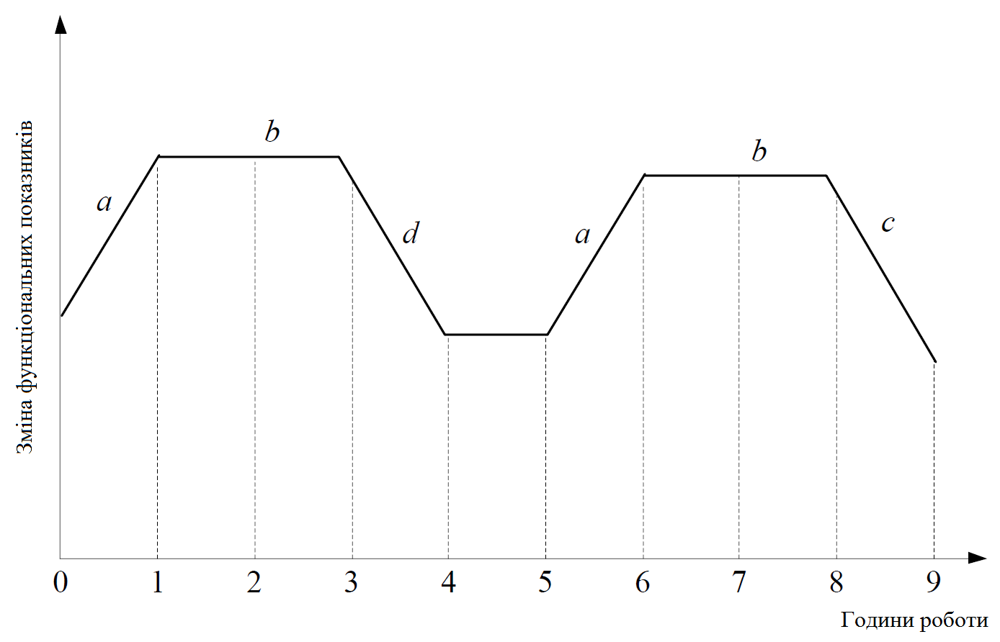 Зміна функціональних показників
b
b
a
c
d
a
0 1 2 3 4 5 6 7 8 9
Години роботи